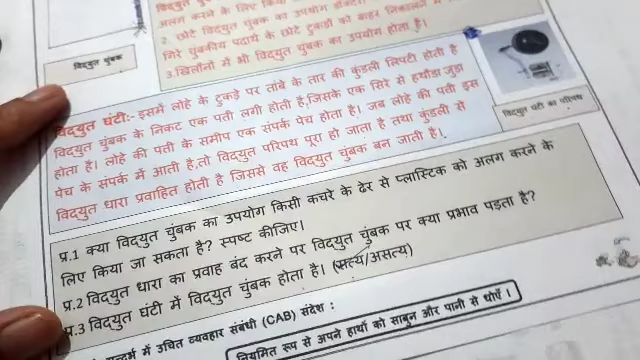 अलग करने के लिए किया
2. छोटे विद्युत चुंबक का उपयोग
गिरे चुंबकीय पदार्थ के छोटे टुकड़ों को बाहर निकालने में
3.खिलौनों में भी विद्युत चुंबक का उपयोग होता है।
विद्युत चुंबक
विद्युत घंटी:- इसमें लोहे के टुकड़े पर तांबे के तार की कुंडली लिपटी होती है
विद्युत चुंबक के निकट एक पती लगी होती है,जिसके एक सिरे से हथौड़ा जुड़ा
होता है। लोहे की पती के समीप एक संपर्क पेच होता है। जब लोहे की पती इस
पेच के संपर्क में आती है,तो विद्युत परिपथ पूरा हो जाता है तथा कुंडली से
विद्युत धारा प्रवाहित होती है जिससे वह विद्युत चुंबक बन जाती है।
विद्युत घंटी का परिपथ
प्र.1 क्या विद्युत चुंबक का उपयोग किसी कचरे के ढेर से प्लास्टिक को अलग करने के
लिए किया जा सकता है? स्पष्ट कीजिए।
प्र.2 विद्युत धारा का प्रवाह बंद करने पर विद्युत चुंबक पर क्या प्रभाव पड़ता है?
प्र.3 विद्युत घंटी में विद्युत चुंबक होता है। (सत्य/असत्य)
में उचित व्यवहार संबंधी (CAB) संदेश :
नियमित रूप से अपने हाथों को साबुन और पानी से धोएँ ।